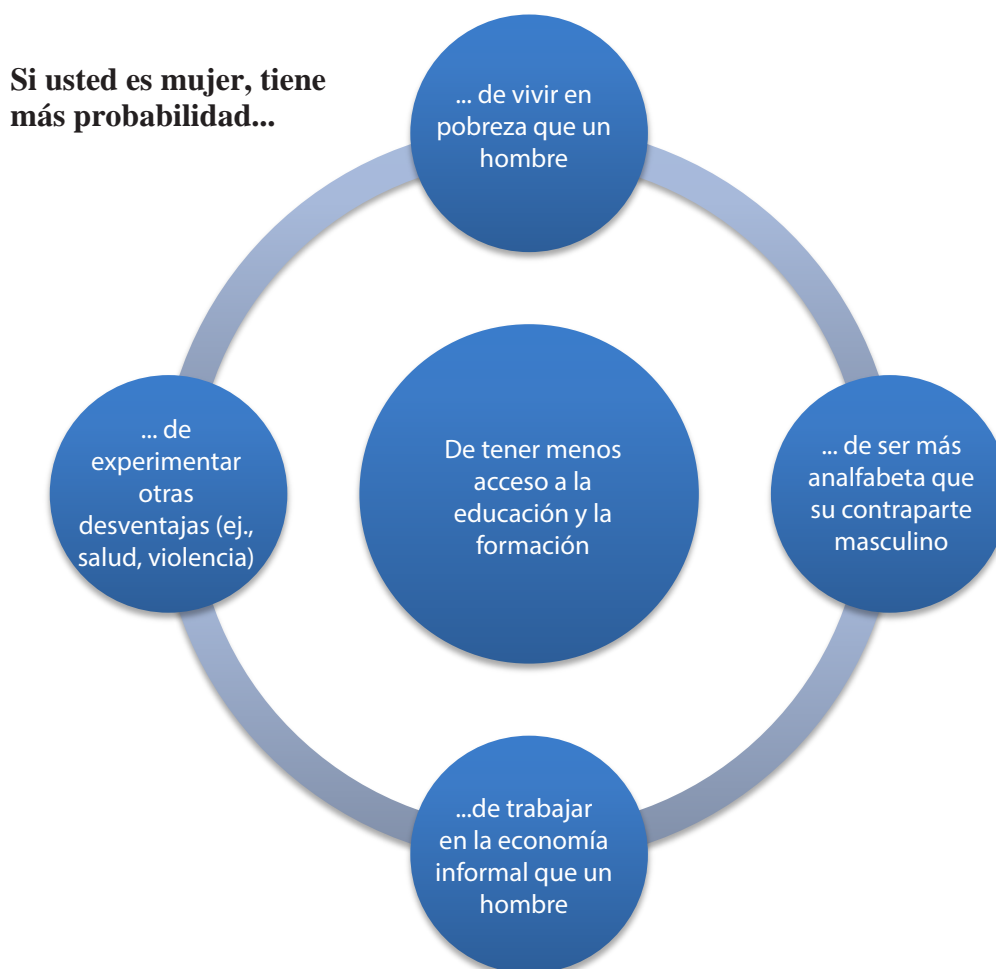 Si usted es mujer, tiene
más probabilidad...
... de vivir en
pobreza que un
hombre
... de
experimentar
otras
desventajas (ej.,
salud, violencia)
De tener menos
acceso a la
educación y la
formación
... de ser más
analfabeta que
su contraparte
masculino
...de trabajar
en la economía
informal que un
hombre